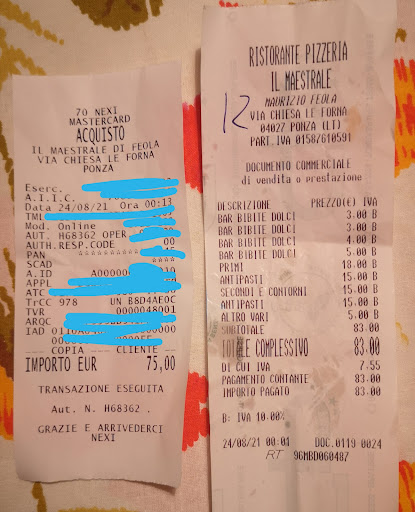 70 NEXI
MASTERCARD
ACQUISTO
IL MAESTRALE DI FEOLA
VIA CHIESA LE FORNA
PONZA
Eserc.
A.I.I.C.
Data 24/08/21 Ora 00:13
TML
Mod. Online
AUT. H68362 OPER
AUTH.RESP.CODE 00
PAN
SCAD
A.ID A00000
APPL
ATC
TrCC 978 UN B8D4AE0C
TVR 0000048001
ARQC
IAD
COPIA CLIENTE
IMPORTO EUR 75,00
TRANSAZIONE ESEGUITA
Aut. N. H68362 .
GRAZIE E ARRIVEDERCI
NEXI
RISTORANTE PIZZERIA
IL MAESTRALE
MAURIZIO FEOLA
VIA CHIESA LE FORNA
04027 PONZA (LT)
PART.IVA 01587610591
12
DOCUMENTO COMMERCIALE
di vendita o prestazione
DESCRIZIONE PREZZO(€) IVA
BAR BIBITE DOLCI 3.00 B
BAR BIBITE DOLCI 3.00 B
BAR BIBITE DOLCI 4.00 B
BAR BIBITE DOLCI 5.00 B
PRIMI 18.00 B
ANTIPASTI 15.00 B
SECONDI E CONTORNI 15.00 B
ANTIPASTI 15.00 B
ALTRO VARI 5.00 B
SUBTOTALE 83.00
TOTALE COMPLESSIVO 83.00
DI CUI IVA 7.55
PAGAMENTO CONTANTE 83.00
IMPORTO PAGATO 83.00
B: IVA 10.00%
24/08/21 00:01 DOC.0119 0024
RT 96MBD060487